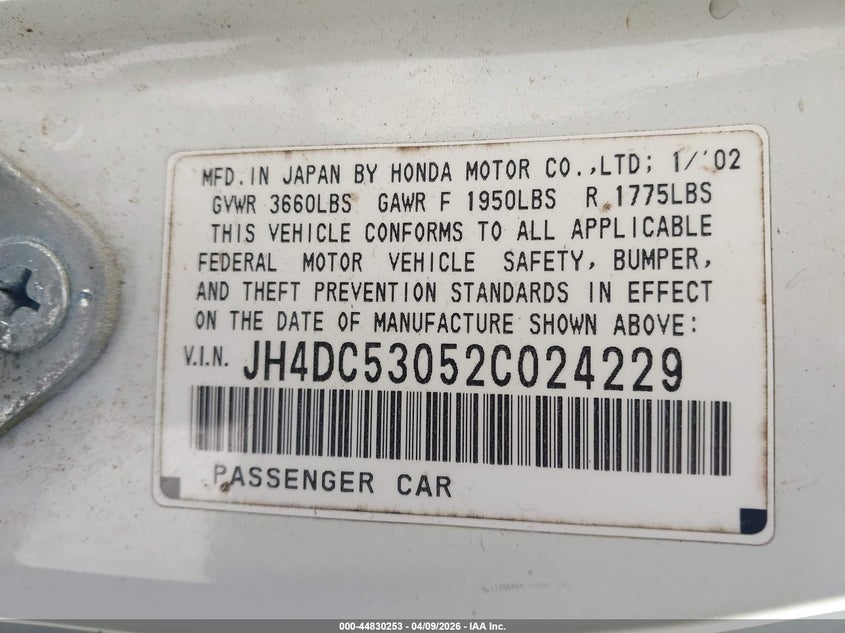 MFD. IN JAPAN BY HONDA MOTOR CO.,LTD; 1/'02
GVWR 3660LBS GAWR F 1950LBS R 1775LBS
THIS VEHICLE CONFORMS TO ALL APPLICABLE
FEDERAL MOTOR VEHICLE SAFETY, BUMPER,
AND THEFT PREVENTION STANDARDS IN EFFECT
ON THE DATE OF MANUFACTURE SHOWN ABOVE:
V.I.N. JH4DC53052C024229
PASSENGER CAR
000-44830253 - 04/09/2026 - IAA Inc.